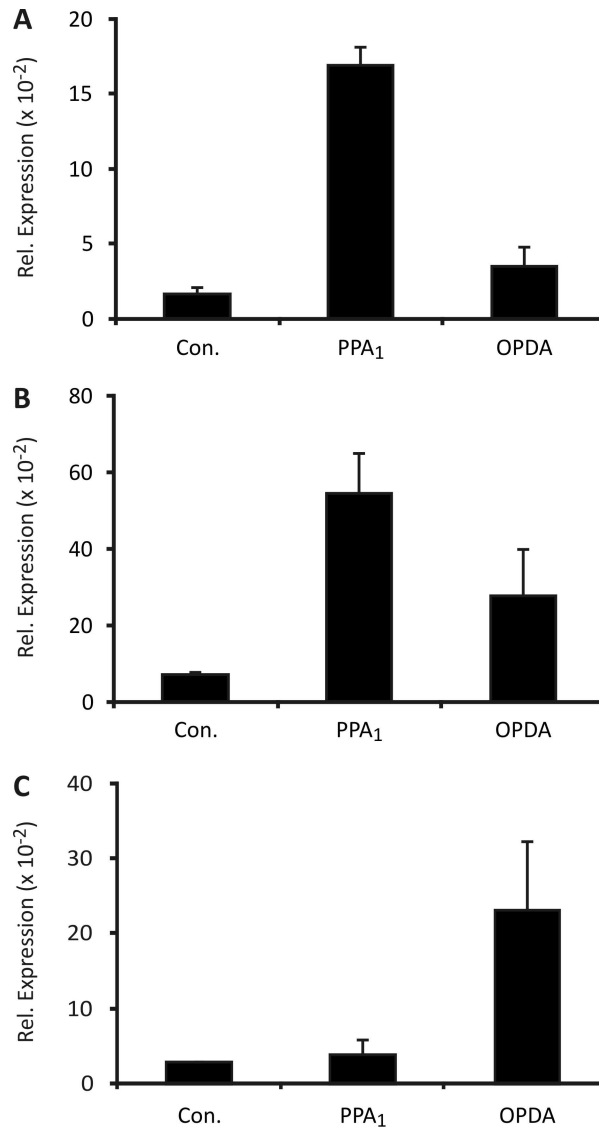 A
Rel. Expression (x 10⁻²)
20
15
10
5
0
Con. PPA₁ OPDA
B
Rel. Expression (x 10⁻²)
80
60
40
20
0
Con. PPA₁ OPDA
C
Rel. Expression (x 10⁻²)
40
30
20
10
0
Con. PPA₁ OPDA